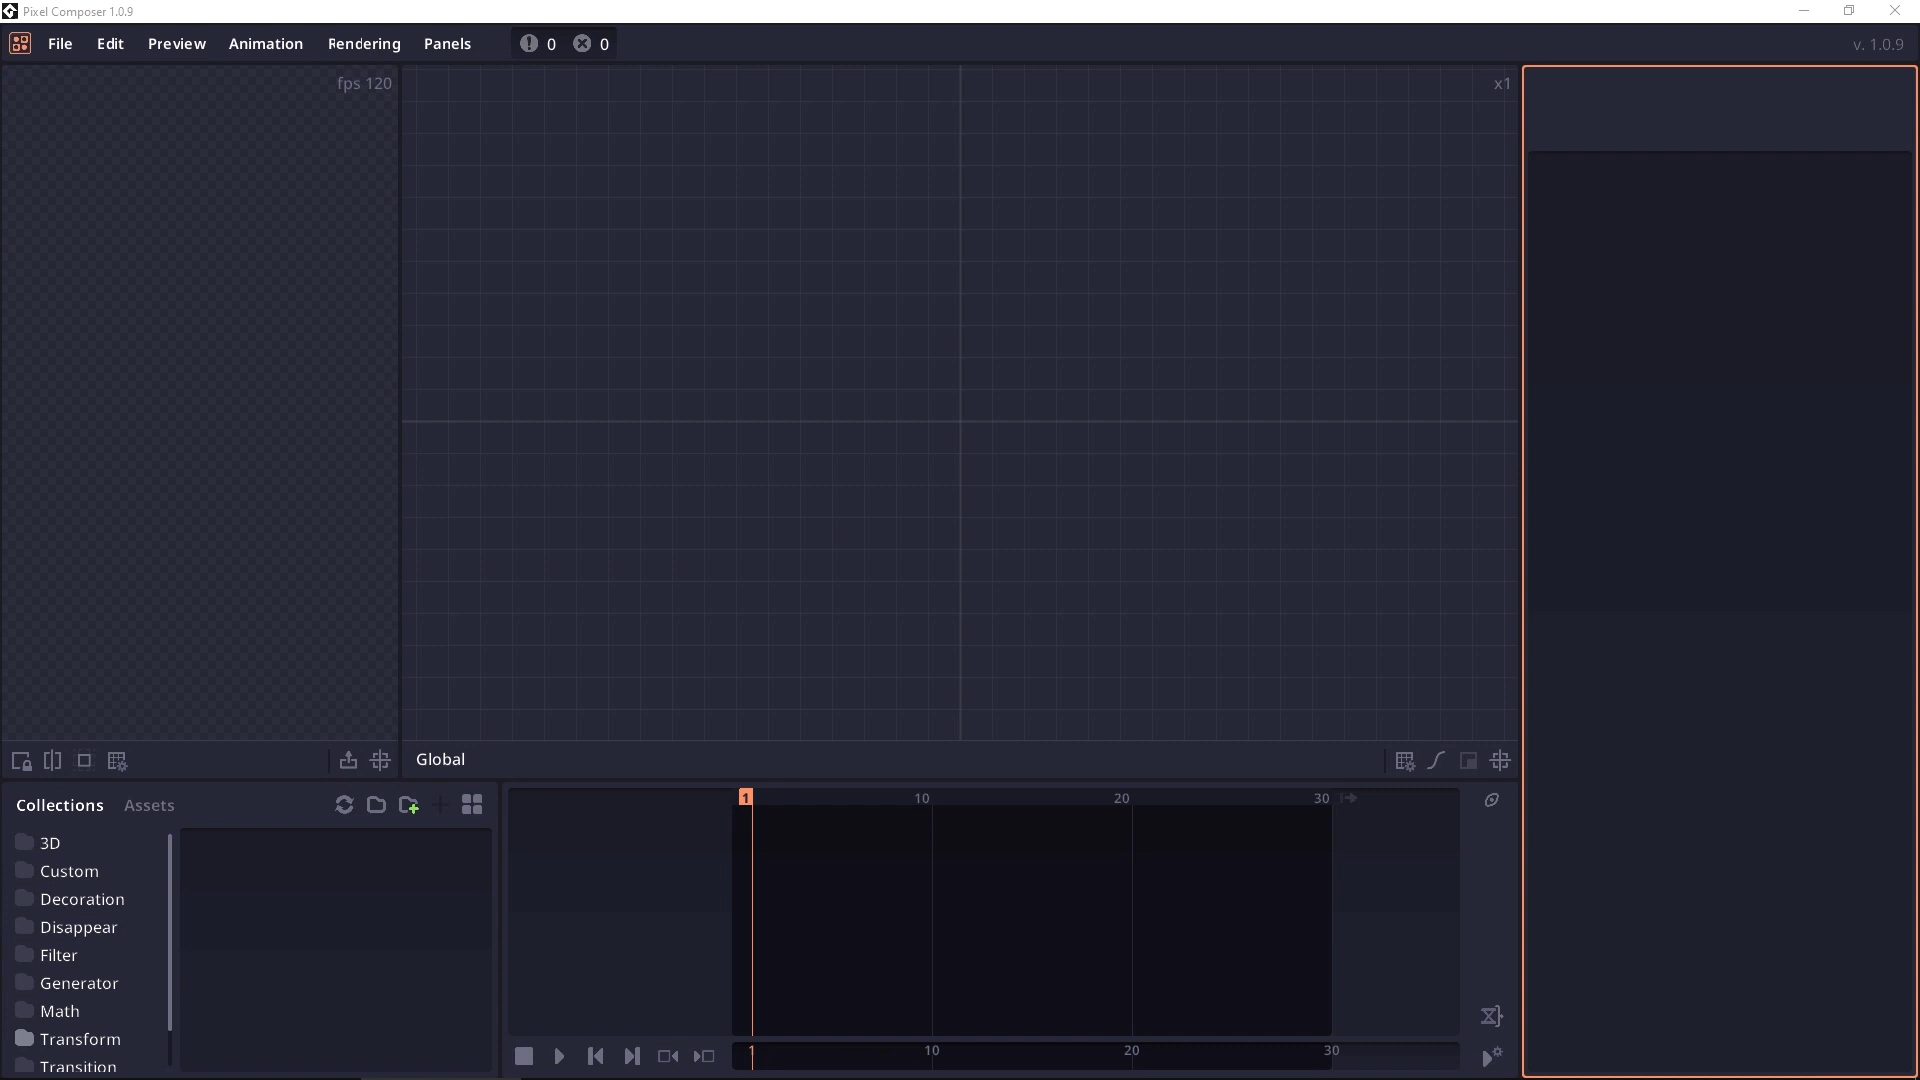 Pixel Composer 1.0.9
File Edit Preview Animation Rendering Panels 0 0 v. 1.0.9
fps 120
x1
Global
Collections Assets
3D
Custom
Decoration
Disappear
Filter
Generator
Math
Transform
Transition
1 10 20 30
1 10 20 30